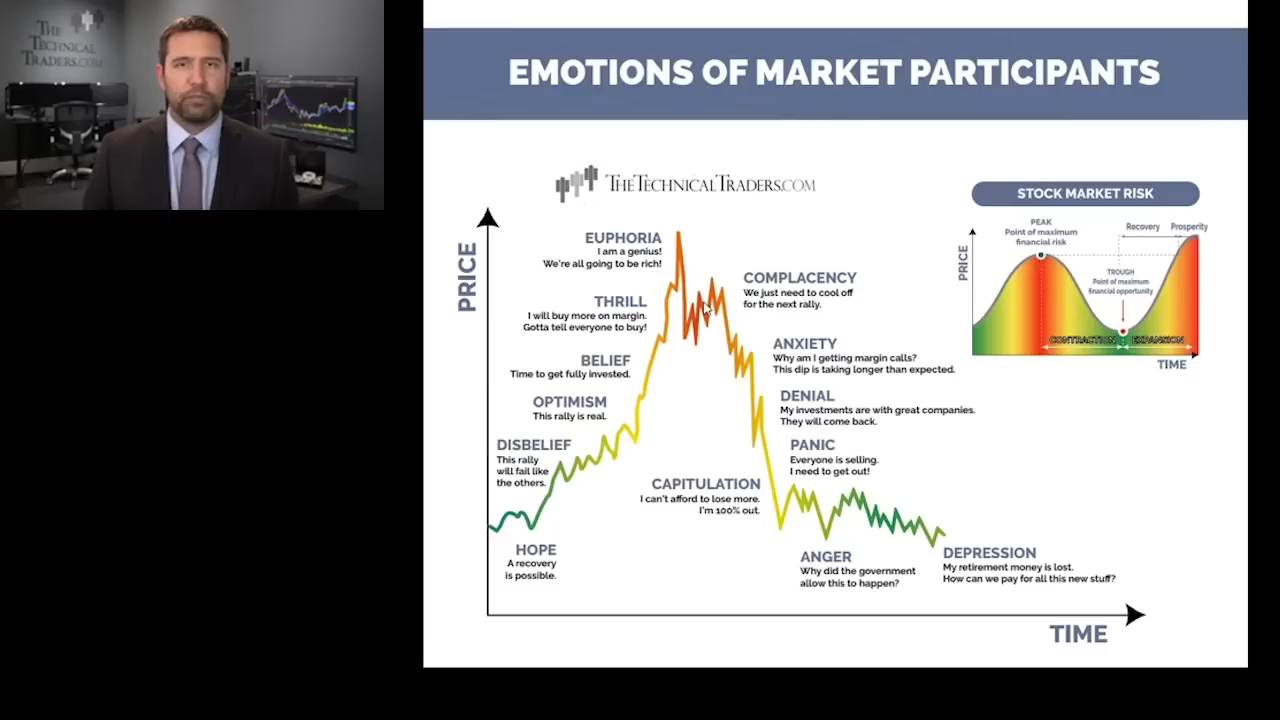 THE
TECHNICAL
TRADERS.COM
EMOTIONS OF MARKET PARTICIPANTS
THETECHNICALTRADERS.COM
PRICE
EUPHORIA
I am a genius!
We're all going to be rich!
THRILL
I will buy more on margin.
Gotta tell everyone to buy!
BELIEF
Time to get fully invested.
OPTIMISM
This rally is real.
DISBELIEF
This rally
will fail like
the others.
HOPE
A recovery
is possible.
COMPLACENCY
We just need to cool off
for the next rally.
ANXIETY
Why am I getting margin calls?
This dip is taking longer than expected.
DENIAL
My investments are with great companies.
They will come back.
PANIC
Everyone is selling.
I need to get out!
CAPITULATION
I can't afford to lose more.
I'm 100% out.
ANGER
Why did the government
allow this to happen?
DEPRESSION
My retirement money is lost.
How can we pay for all this new stuff?
TIME
STOCK MARKET RISK
PRICE
PEAK
Point of maximum
financial risk
Recovery
Prosperity
TROUGH
Point of maximum
financial opportunity
CONTRACTION
EXPANSION
TIME